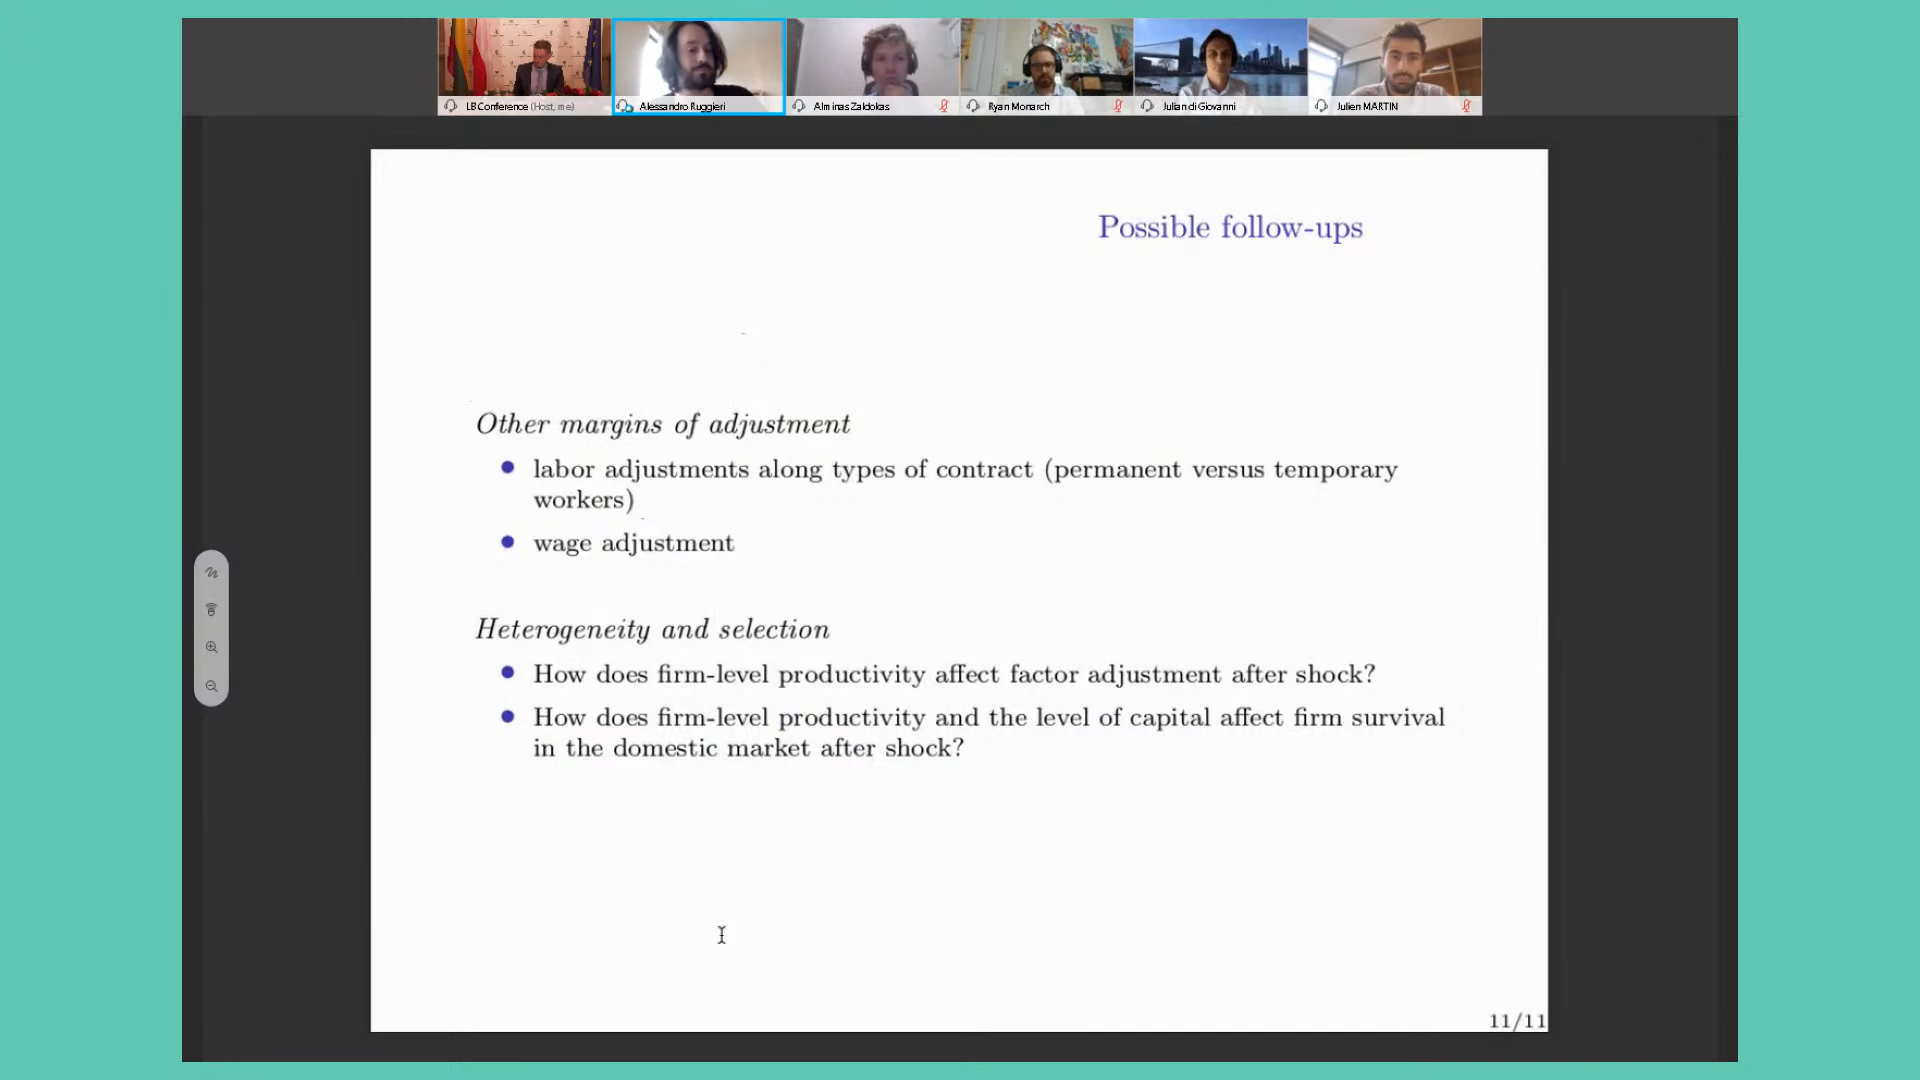 LB Conference (Host, me)
Alessandro Ruggieri
Alminas Zaldokas
Ryan Monarch
Julian di Giovanni
Julien MARTIN
Possible follow-ups
Other margins of adjustment
labor adjustments along types of contract (permanent versus temporary
workers)
wage adjustment
Heterogeneity and selection
How does firm-level productivity affect factor adjustment after shock?
How does firm-level productivity and the level of capital affect firm survival
in the domestic market after shock?
11/11